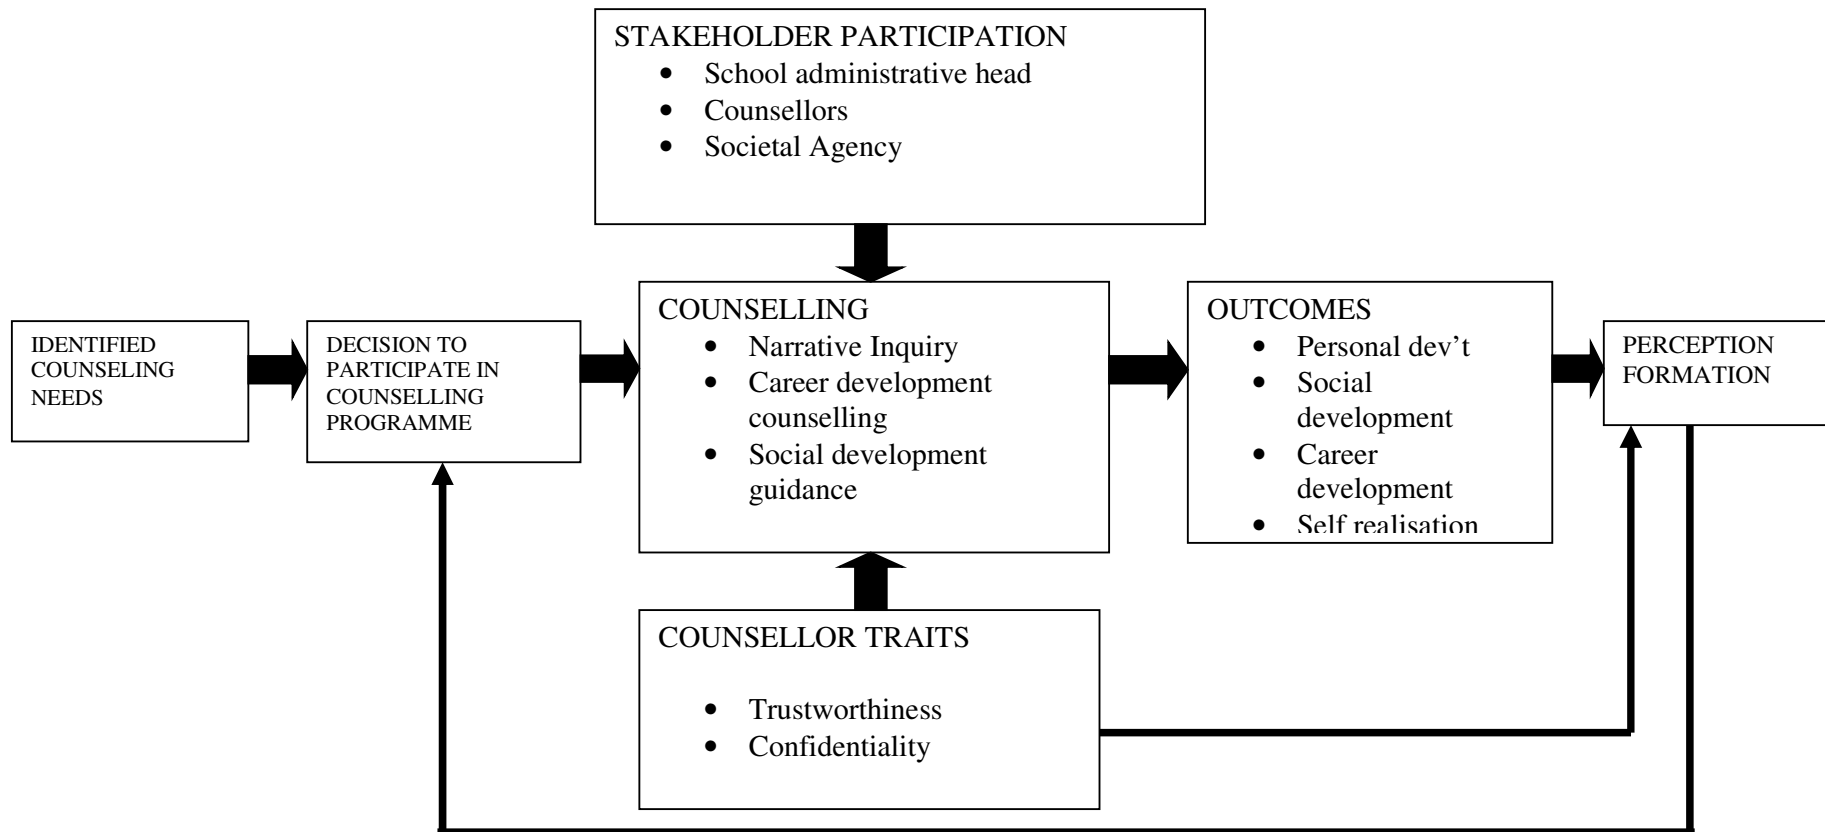 STAKEHOLDER PARTICIPATION
• School administrative head
• Counsellors
• Societal Agency
IDENTIFIED
COUNSELING
NEEDS
DECISION TO
PARTICIPATE IN
COUNSELLING
PROGRAMME
COUNSELLING
• Narrative Inquiry
• Career development
counselling
• Social development
guidance
OUTCOMES
• Personal dev’t
• Social
development
• Career
development
• Self realisation
PERCEPTION
FORMATION
COUNSELLOR TRAITS
• Trustworthiness
• Confidentiality